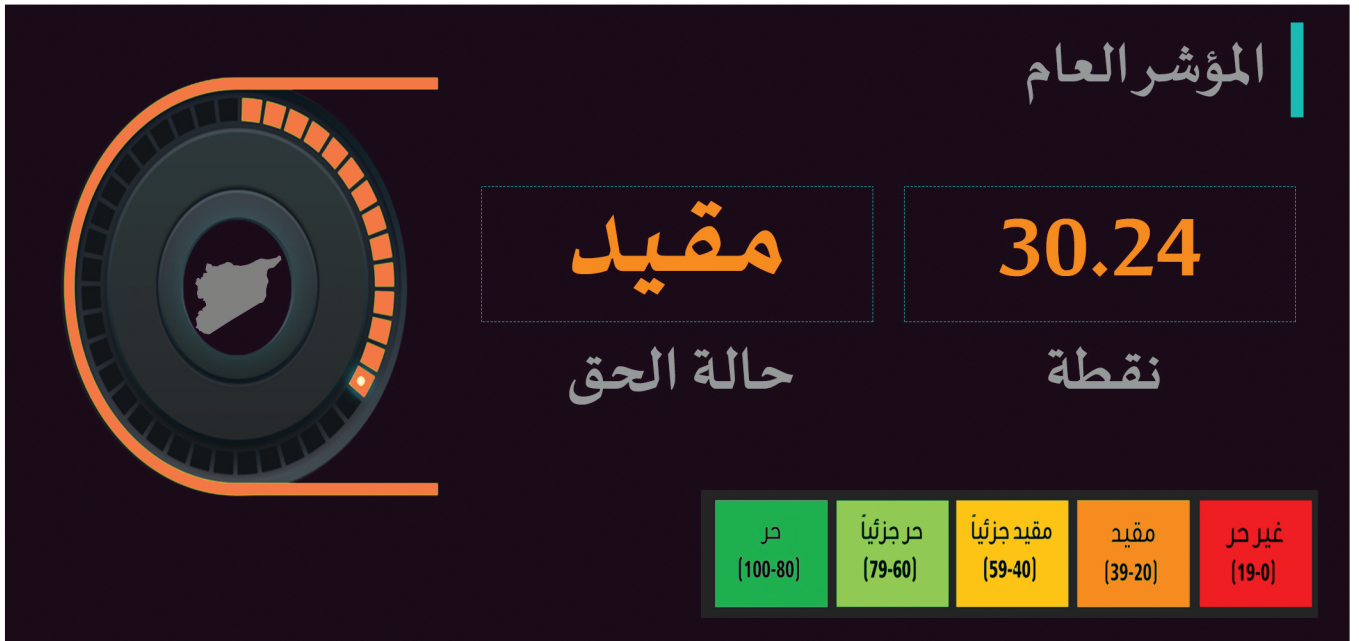 المؤشر العام
30.24
نقطة
مقيد
حالة الحق
غير حر
(19-0)
مقيد
(39-20)
مقيد جزئياً
(59-40)
حر جزئياً
(79-60)
حر
(100-80)